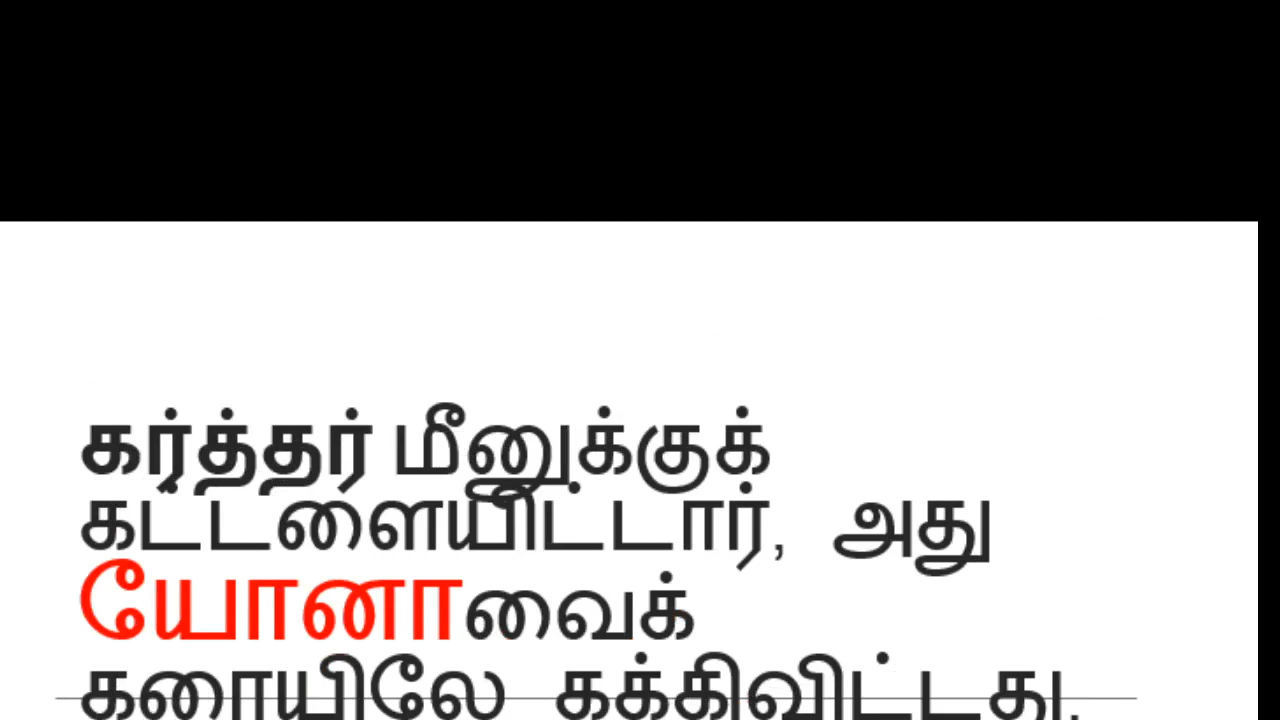 கர்த்தர் மீனுக்குக்
கட்டளையிட்டார், அது
யோனாவைக்
கரையிலே கக்கிவிட்டது.